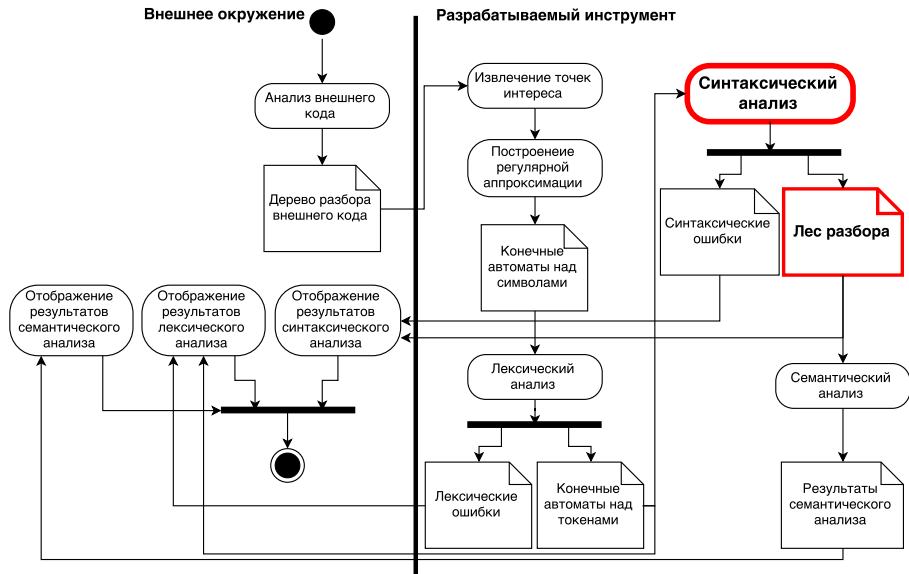 Внешнее окружение
Разрабатываемый инструмент
Анализ внешнего
кода
Дерево разбора
внешнего кода
Извлечение точек
интереса
Построенеие
регулярной
аппроксимации
Конечные
автоматы над
символами
Синтаксический
анализ
Синтаксические
ошибки
Лес разбора
Отображение
результатов
семантического
анализа
Отображение
результатов
лексического
анализа
Отображение
результатов
синтаксического
анализа
Лексический
анализ
Семантический
анализ
Лексические
ошибки
Конечные
автоматы над
токенами
Результаты
семантического
анализа